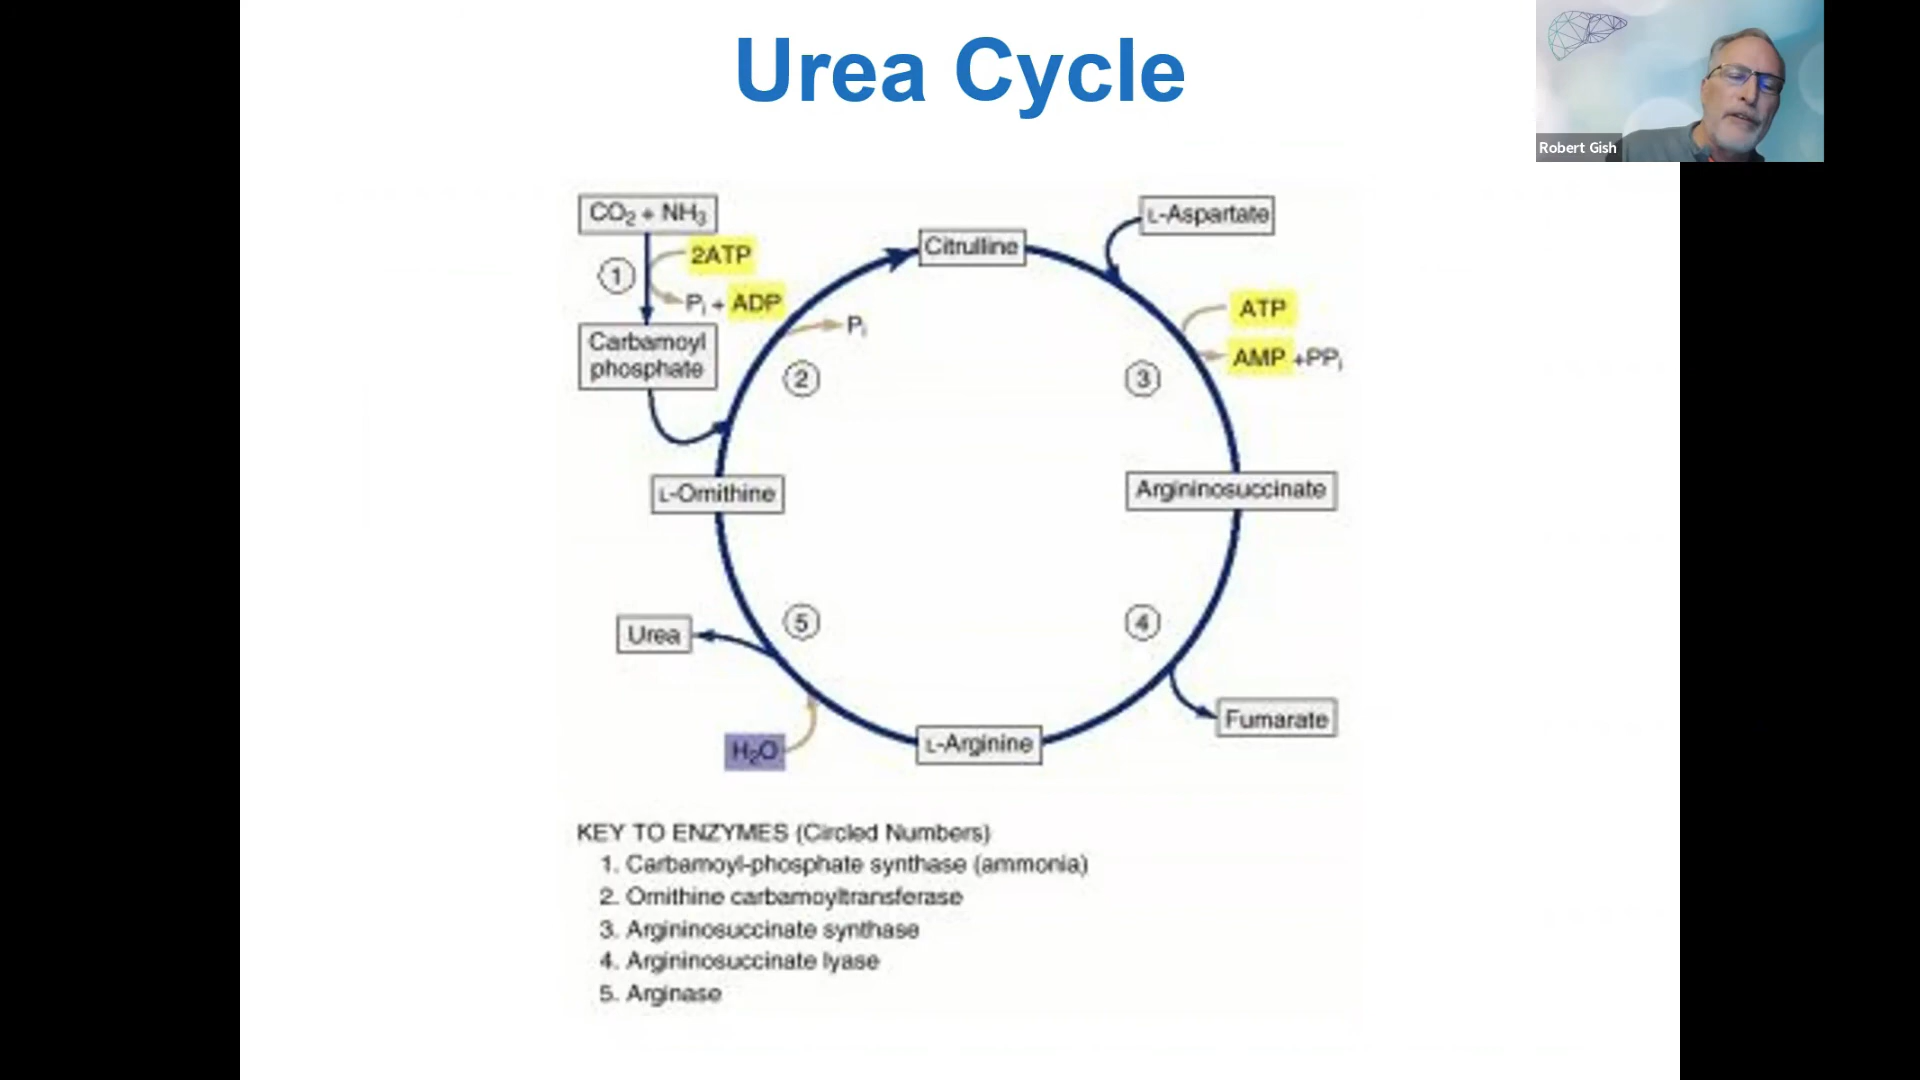 Urea Cycle
Robert Gish
CO₂ + NH₃
2ATP
1
Pᵢ + ADP
Carbamoyl
phosphate
Citrulline
L-Aspartate
Pᵢ
ATP
AMP +PPᵢ
2
3
L-Ornithine
Argininosuccinate
Urea
5
4
Fumarate
H₂O
L-Arginine
KEY TO ENZYMES (Circled Numbers)
1. Carbamoyl-phosphate synthase (ammonia)
2. Ornithine carbamoyltransferase
3. Argininosuccinate synthase
4. Argininosuccinate lyase
5. Arginase